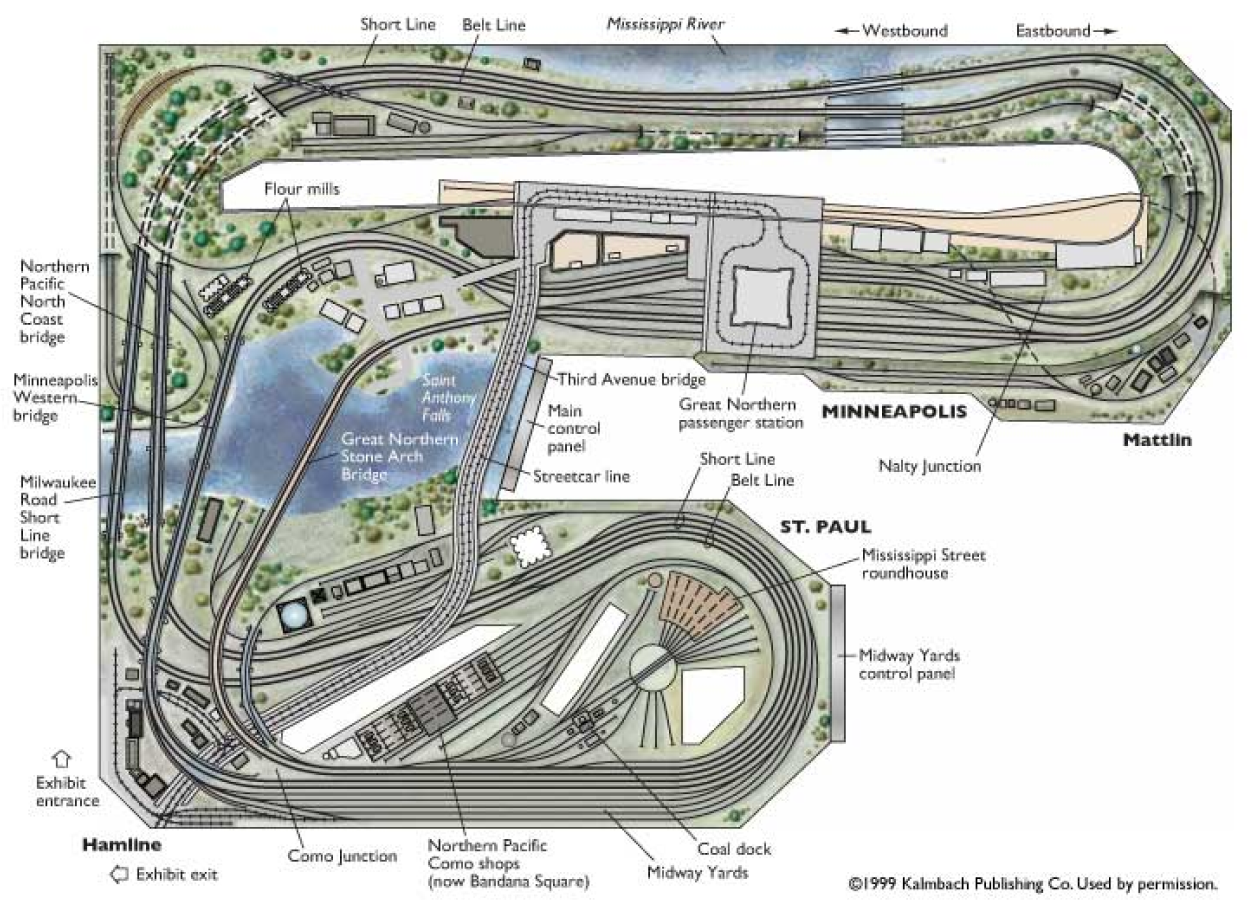 Short Line
Belt Line
Mississippi River
Westbound
Eastbound
Flour mills
Northern
Pacific
North
Coast
bridge
Minneapolis
Western
bridge
Milwaukee
Road
Short
Line
bridge
Saint
Anthony
Falls
Great Northern
Stone Arch
Bridge
Third Avenue bridge
Main
control
panel
Streetcar line
Great Northern
passenger station
MINNEAPOLIS
Mattlin
Nalty Junction
Short Line
Belt Line
ST. PAUL
Mississippi Street
roundhouse
Midway Yards
control panel
Exhibit
entrance
Hamline
Exhibit exit
Como Junction
Northern Pacific
Como shops
(now Bandana Square)
Coal dock
Midway Yards
©1999 Kalmbach Publishing Co. Used by permission.